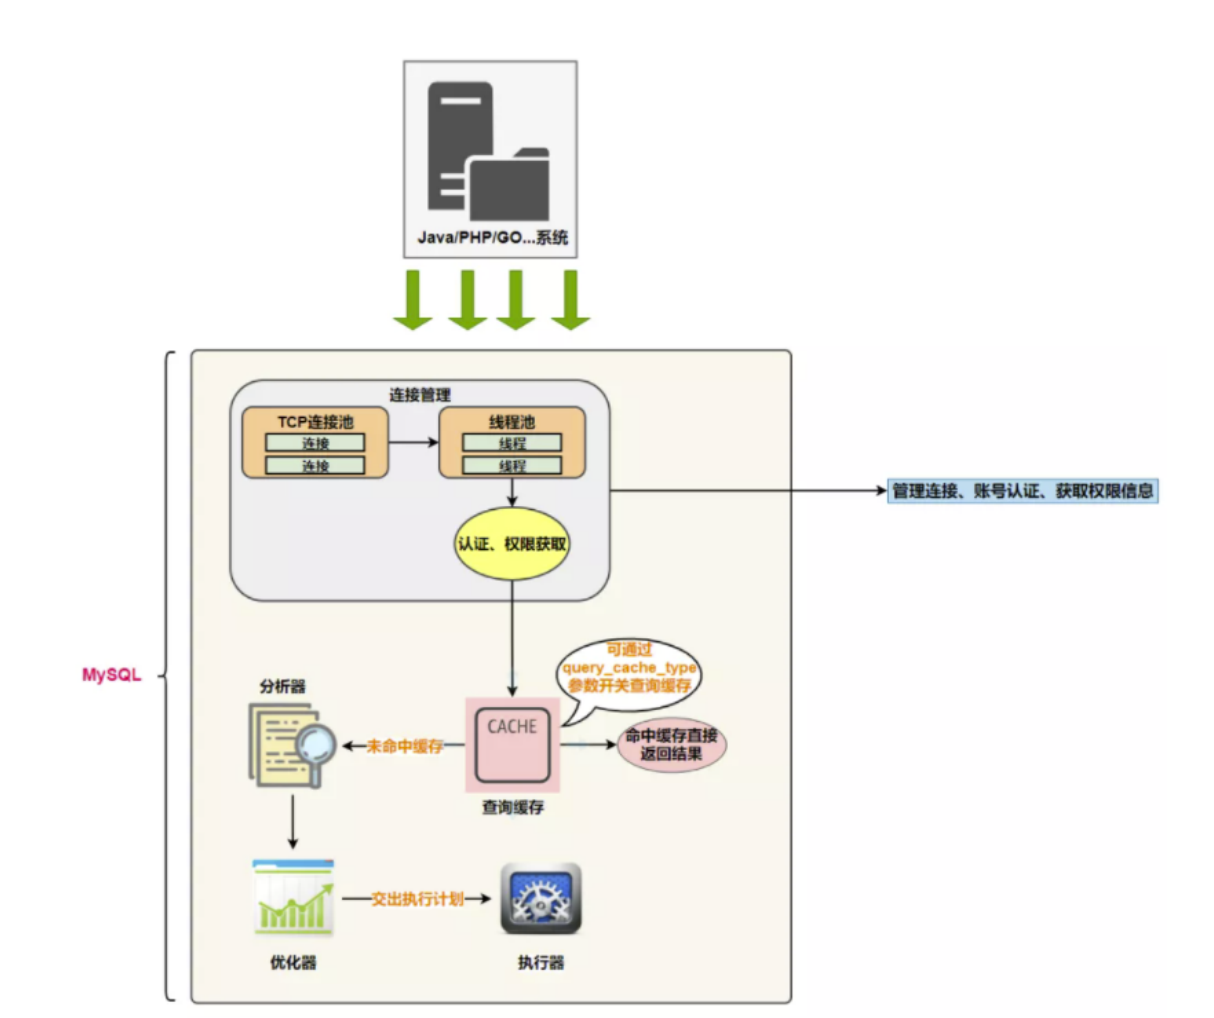 Java/PHP/GO...系统
连接管理
TCP连接池
连接
连接
线程池
线程
线程
管理连接、账号认证、获取权限信息
认证、权限获取
MySQL
可通过
query_cache_type
参数开关查询缓存
分析器
CACHE
未命中缓存
命中缓存直接
返回结果
查询缓存
交出执行计划
优化器
执行器